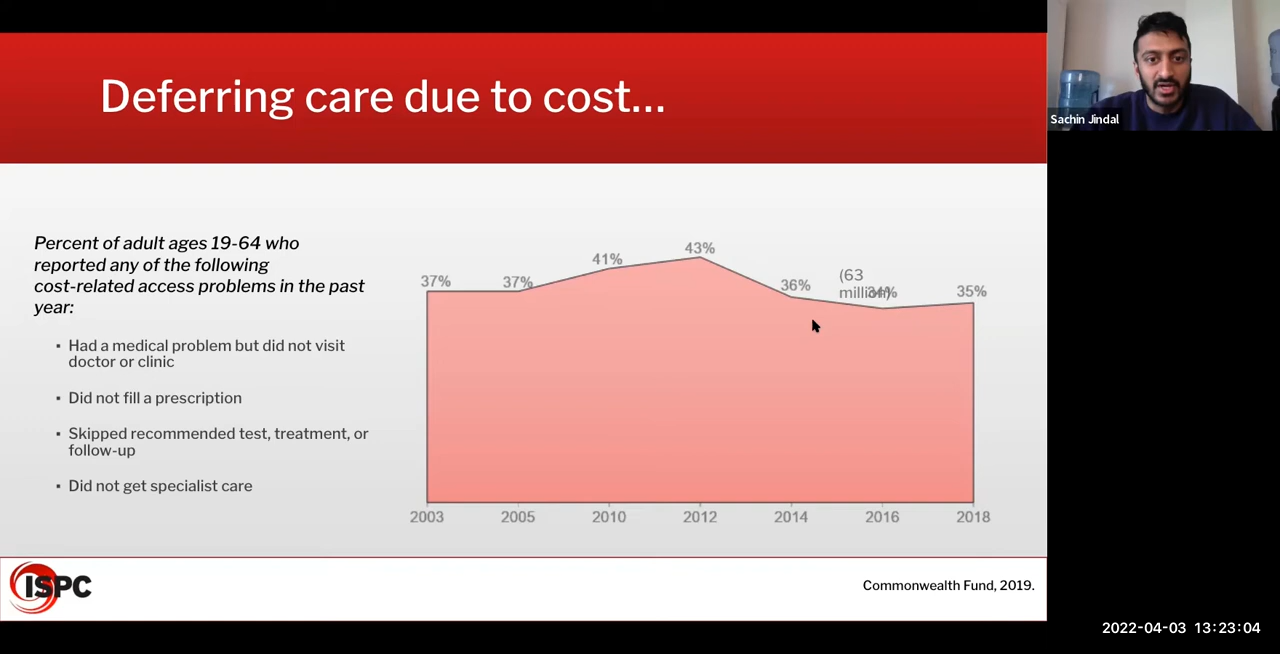 Deferring care due to cost...
Sachin Jindal
Percent of adult ages 19-64 who
reported any of the following
cost-related access problems in the past
year:
▪ Had a medical problem but did not visit
doctor or clinic
▪ Did not fill a prescription
▪ Skipped recommended test, treatment, or
follow-up
▪ Did not get specialist care
37%
37%
41%
43%
36%
(63
million)
34%
35%
2003
2005
2010
2012
2014
2016
2018
ISPC
Commonwealth Fund, 2019.
2022-04-03 13:23:04